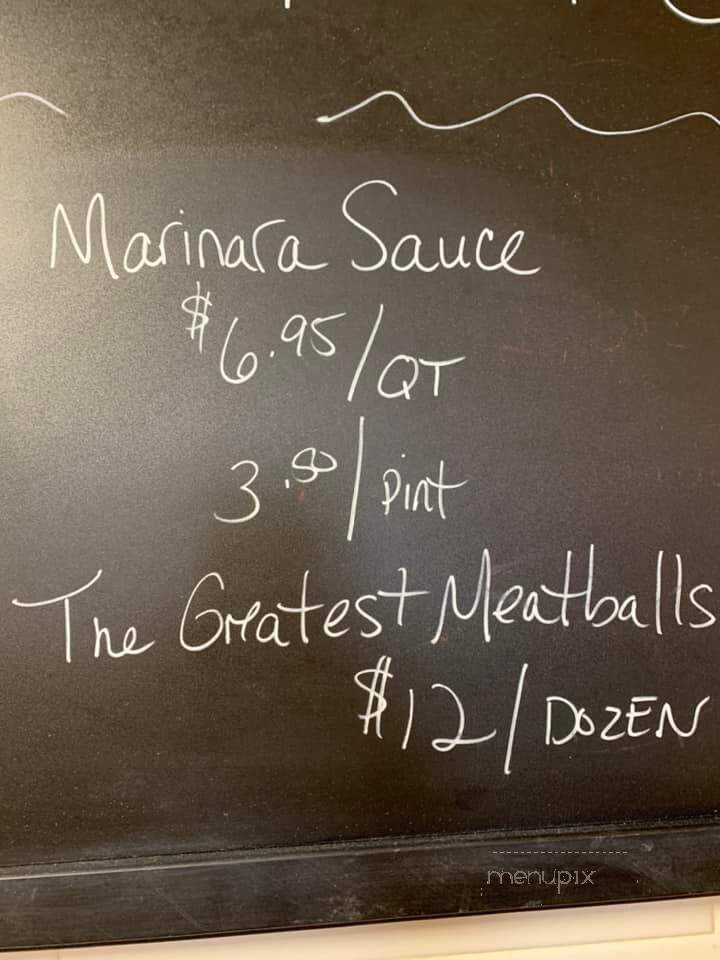 Marinara Sauce
$6.95/QT
3.50/pint
The Greatest Meatballs
$12/DOZEN
menupix